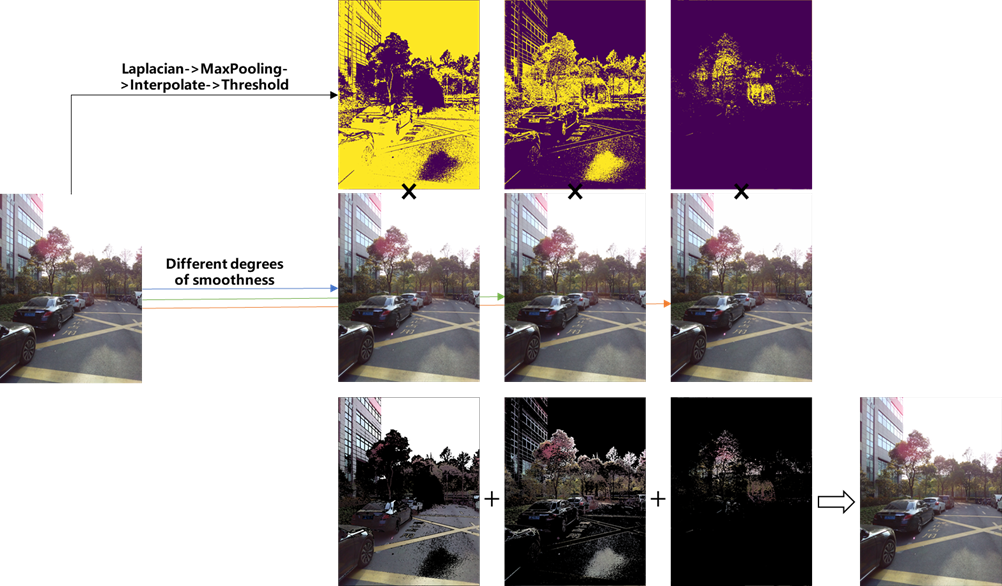 Laplacian->MaxPooling-
>Interpolate->Threshold
Different degrees
of smoothness